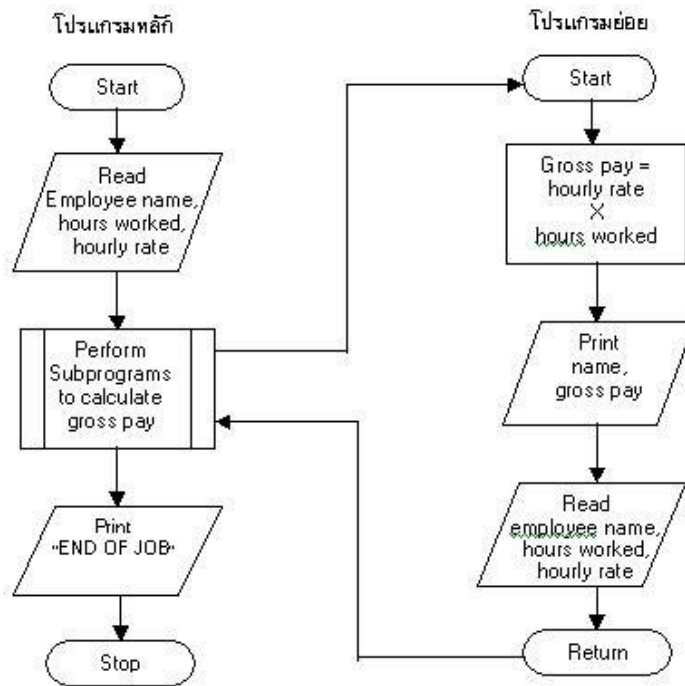 โปรแกรมหลัก
Start
Read
Employee name,
hours worked,
hourly rate
Perform
Subprograms
to calculate
gross pay
Print
"END OF JOB"
Stop
โปรแกรมย่อย
Start
Gross pay =
hourly rate
X
hours worked
Print
name,
gross pay
Read
employee name,
hours worked,
hourly rate
Return